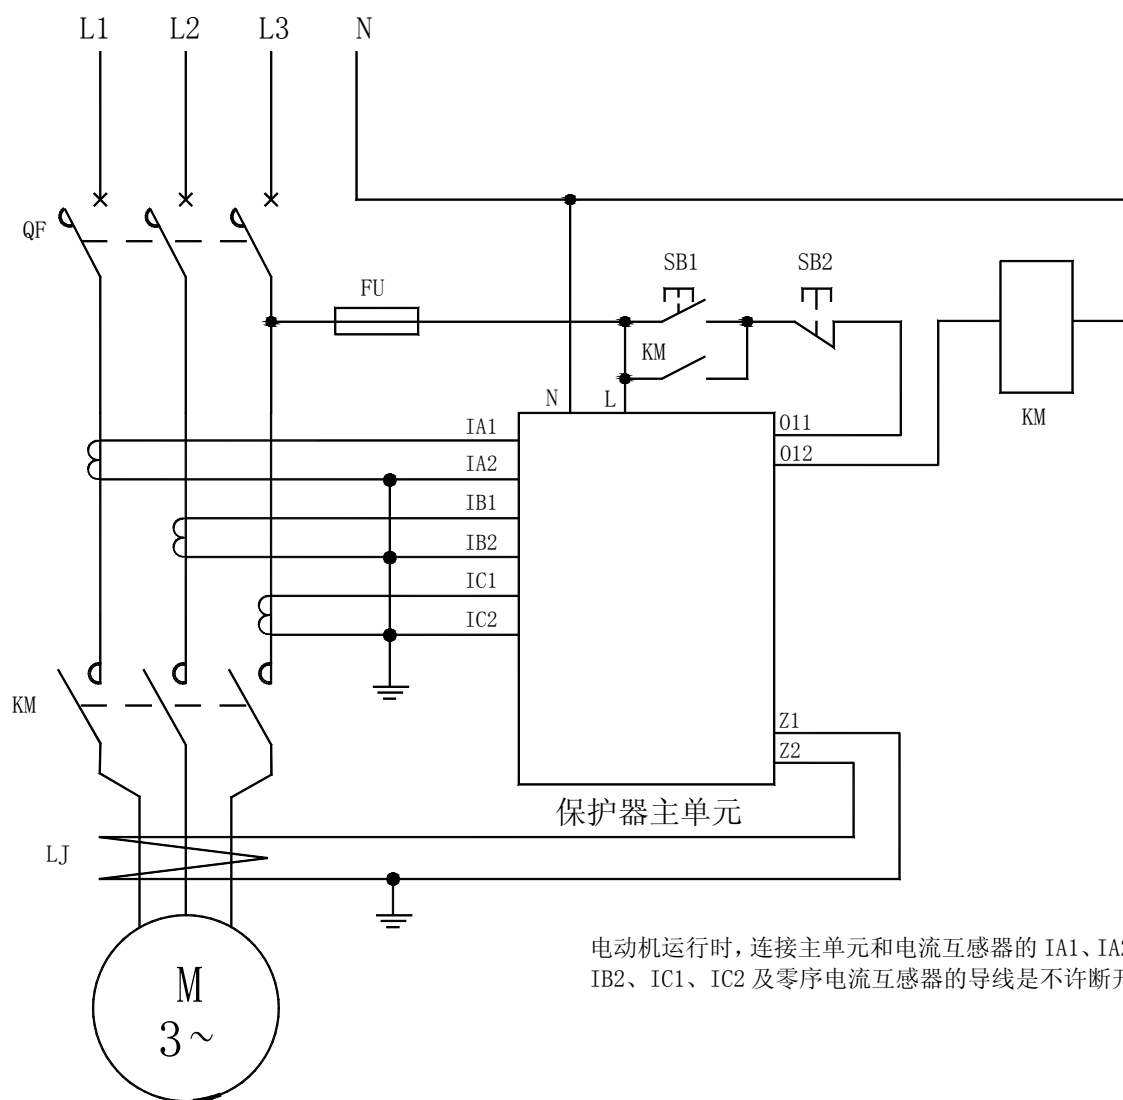 L1 L2 L3 N
QF
SB1 SB2
FU
KM
N L
KM
IA1 O11
IA2 O12
IB1
IB2
IC1
IC2
KM
Z1
Z2
保护器主单元
LJ
电动机运行时,连接主单元和电流互感器的 IA1、IA2
IB2、IC1、IC2 及零序电流互感器的导线是不许断开
M
3~